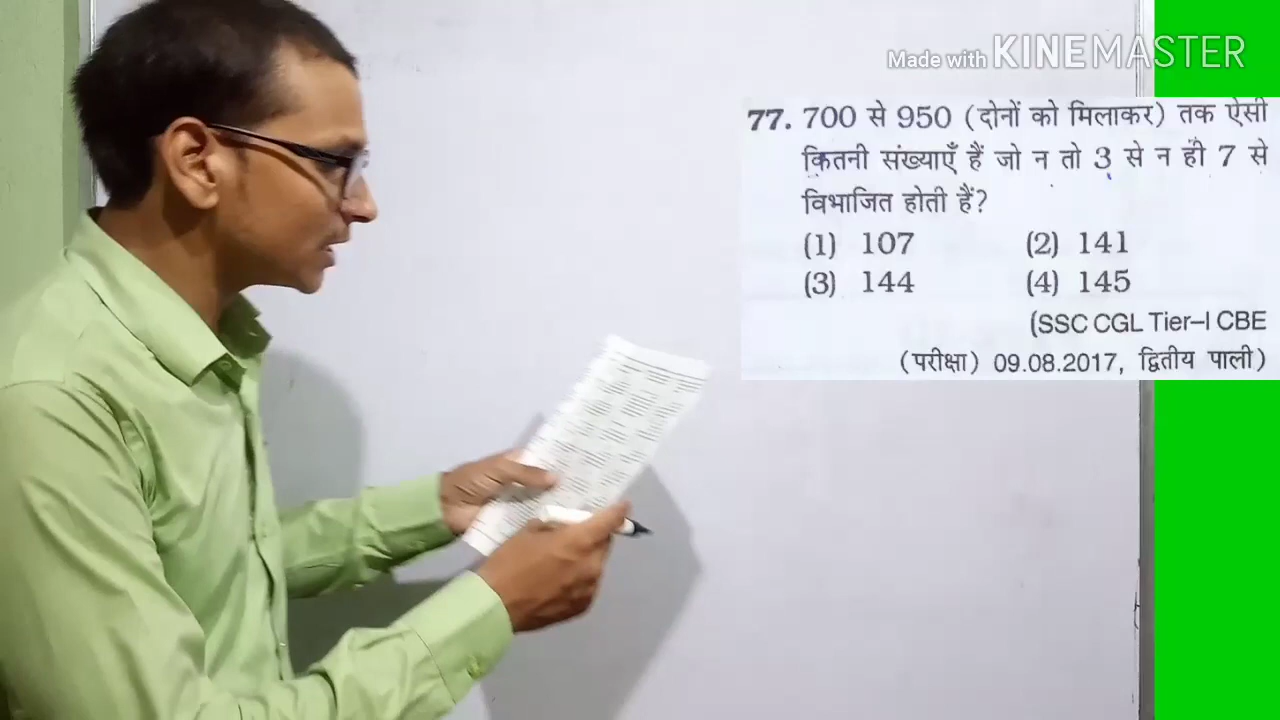 Made with KINEMASTER
77. 700 से 950 (दोनों को मिलाकर) तक ऐसी
कितनी संख्याएँ हैं जो न तो 3 से न ही 7 से
विभाजित होती हैं?
(1) 107 (2) 141
(3) 144 (4) 145
(SSC CGL Tier–I CBE
(परीक्षा) 09.08.2017, द्वितीय पाली)